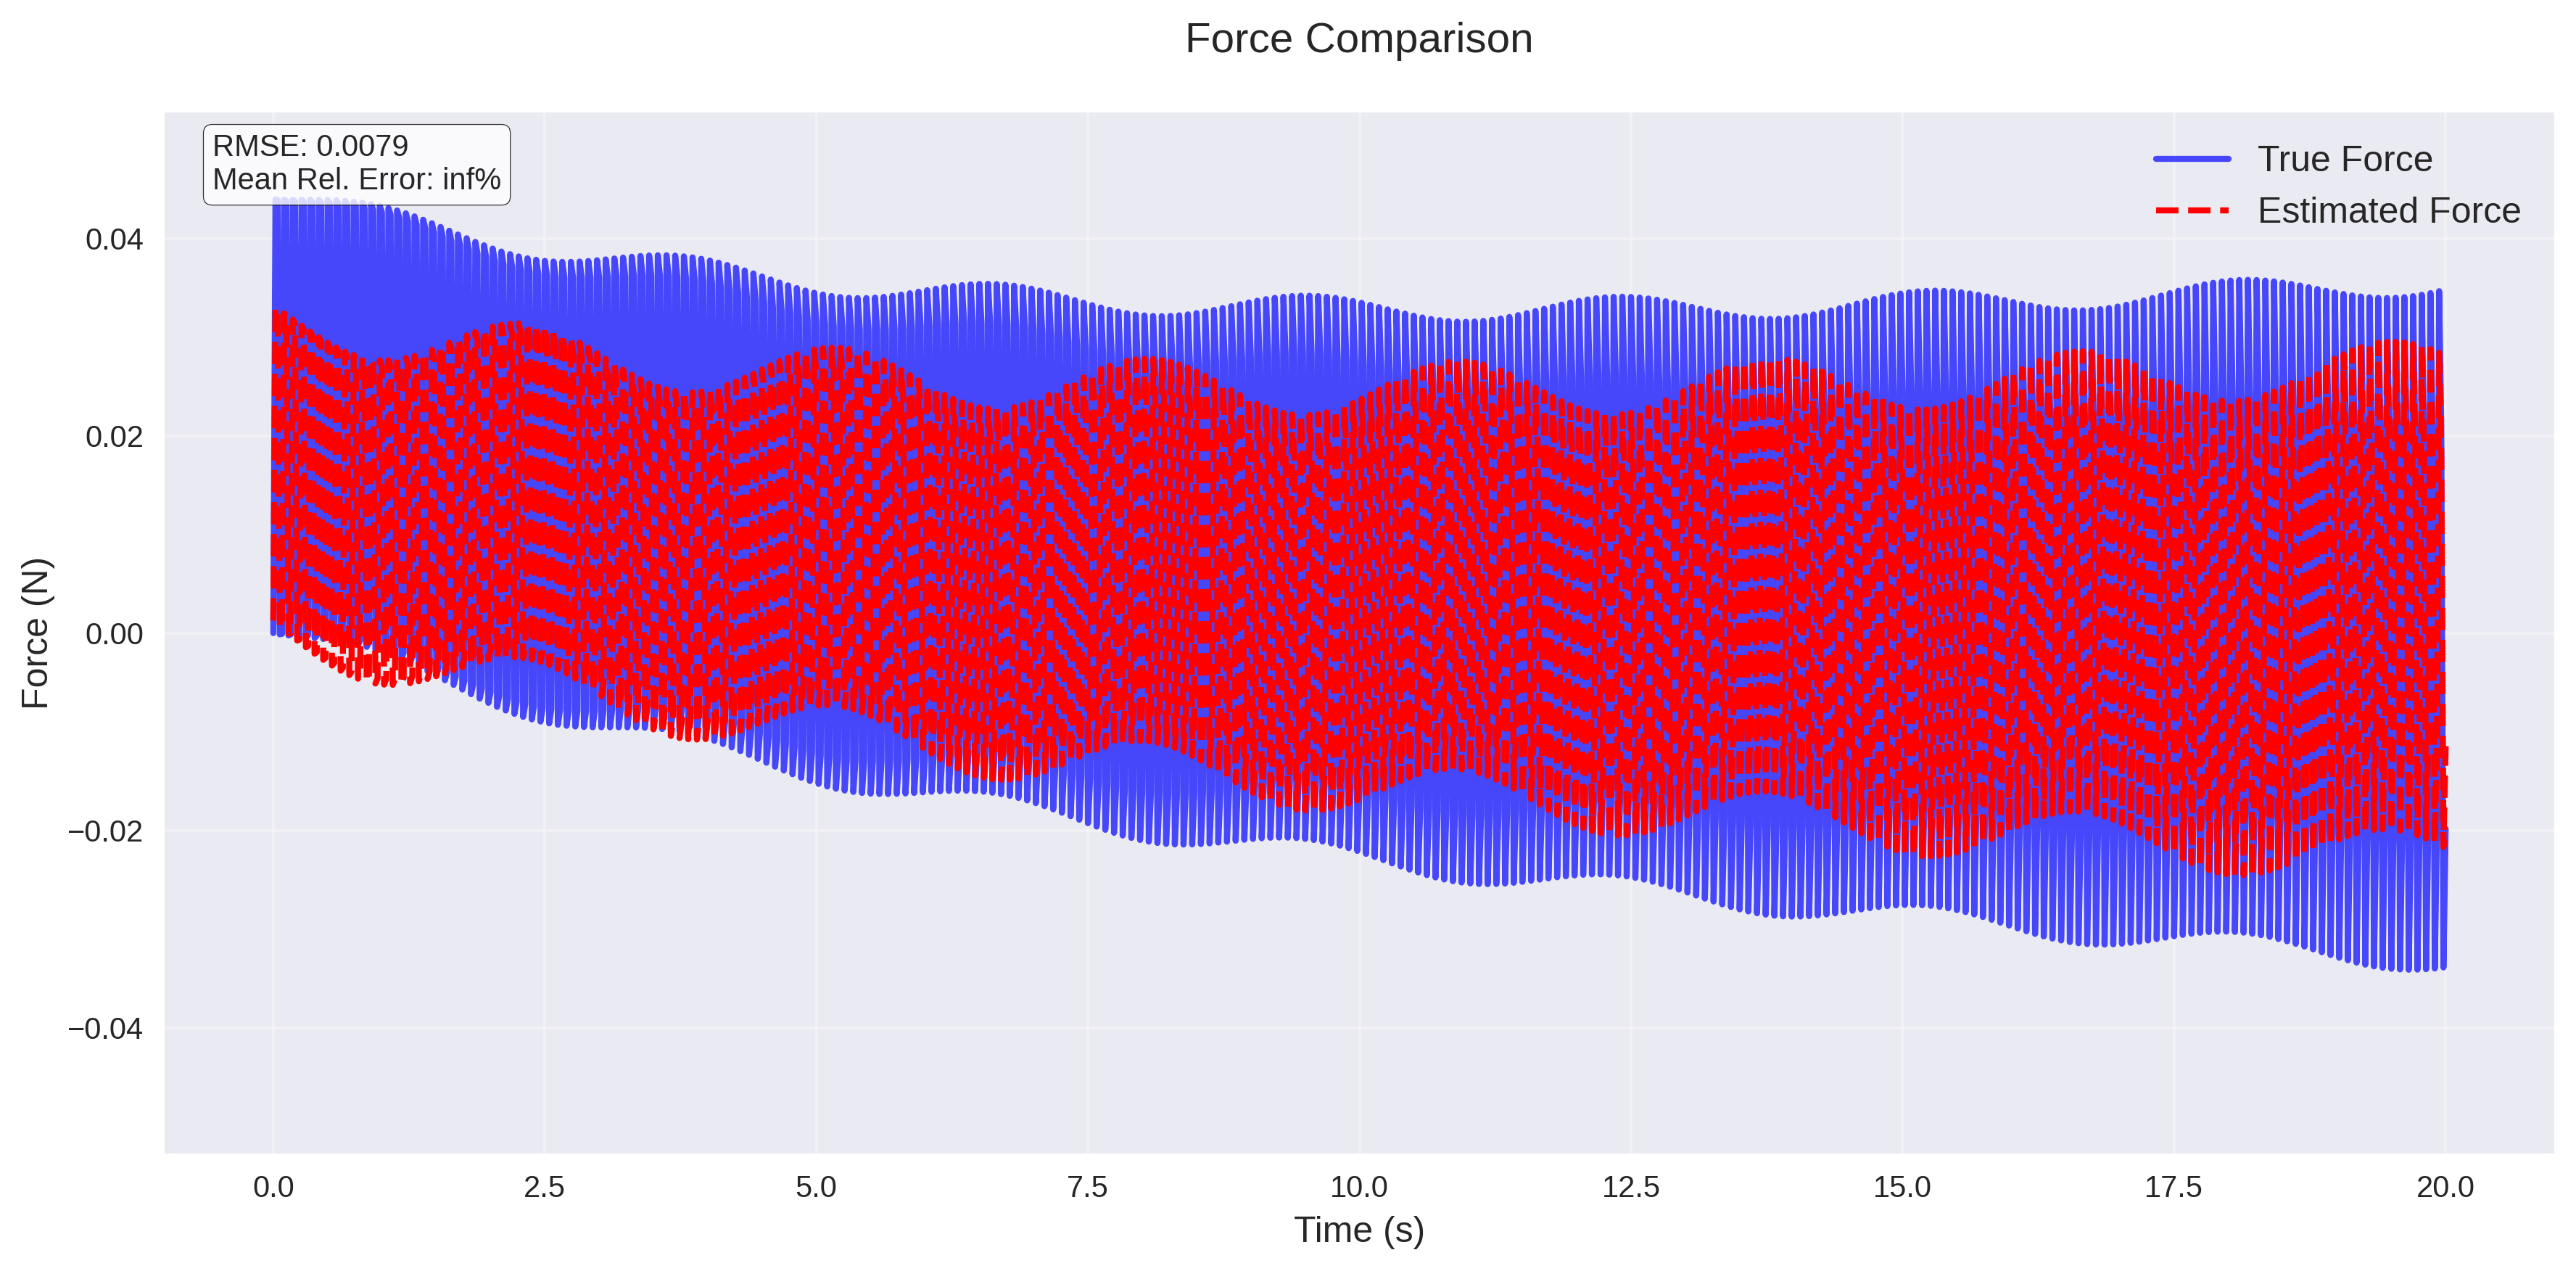 Force Comparison
RMSE: 0.0079
Mean Rel. Error: inf%
True Force
Estimated Force
Force (N)
0.04
0.02
0.00
−0.02
−0.04
0.0 2.5 5.0 7.5 10.0 12.5 15.0 17.5 20.0
Time (s)